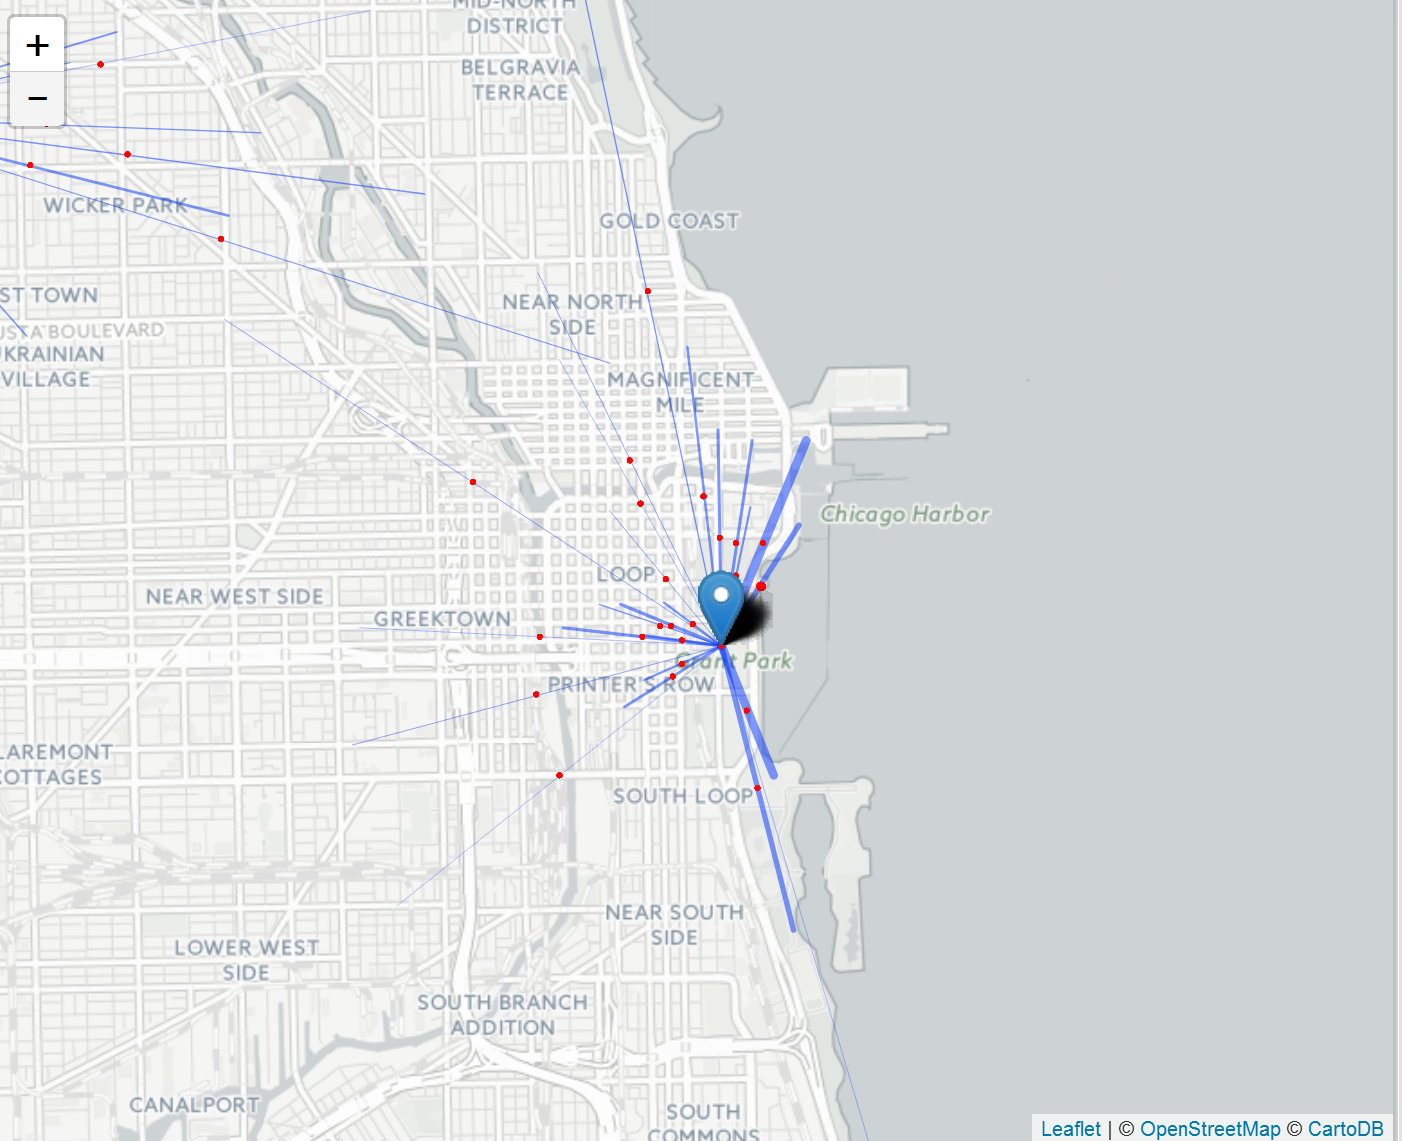 MID-NORTH
DISTRICT
+
−
BELGRAVIA
TERRACE
WICKER PARK
GOLD COAST
ST TOWN
NEAR NORTH
SIDE
USTA BOULEVARD
KRAINIAN
VILLAGE
MAGNIFICENT
MILE
Chicago Harbor
LOOP
NEAR WEST SIDE
GREEKTOWN
Grant Park
PRINTER'S ROW
LAREMONT
COTTAGES
SOUTH LOOP
NEAR SOUTH
SIDE
LOWER WEST
SIDE
SOUTH BRANCH
ADDITION
CANALPORT
SOUTH
COMMONS
Leaflet | © OpenStreetMap © CartoDB